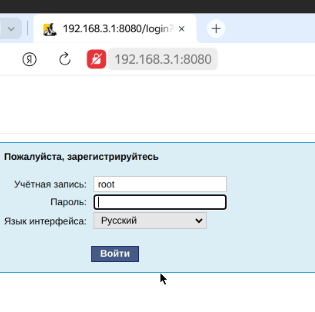 192.168.3.1:8080/login?
192.168.3.1:8080
Пожалуйста, зарегистрируйтесь
Учётная запись: root
Пароль:
Язык интерфейса: Русский
Войти